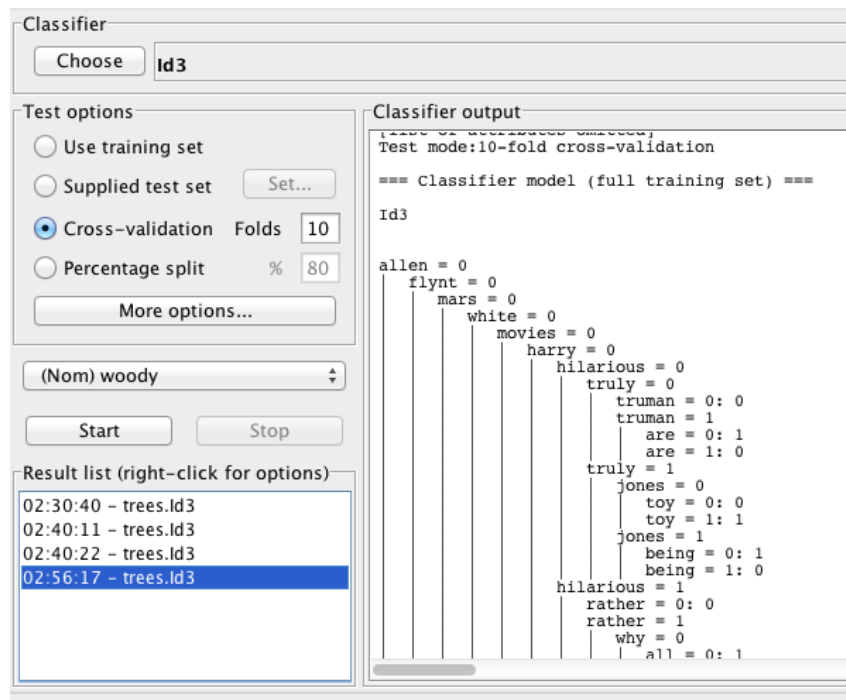 Classifier
Choose Id3
Test options
Use training set
Supplied test set Set...
Cross-validation Folds 10
Percentage split % 80
More options...
(Nom) woody
Start Stop
Result list (right-click for options)
02:30:40 - trees.Id3
02:40:11 - trees.Id3
02:40:22 - trees.Id3
02:56:17 - trees.Id3
Classifier output
[list of attributes omitted]
Test mode:10-fold cross-validation
=== Classifier model (full training set) ===
Id3
allen = 0
| flynt = 0
| | mars = 0
| | | white = 0
| | | | movies = 0
| | | | | harry = 0
| | | | | | hilarious = 0
| | | | | | | truly = 0
| | | | | | | | truman = 0: 0
| | | | | | | | truman = 1
| | | | | | | | | are = 0: 1
| | | | | | | | | are = 1: 0
| | | | | | | truly = 1
| | | | | | | | jones = 0
| | | | | | | | | toy = 0: 0
| | | | | | | | | toy = 1: 1
| | | | | | | | jones = 1
| | | | | | | | | being = 0: 1
| | | | | | | | | being = 1: 0
| | | | | | hilarious = 1
| | | | | | | rather = 0: 0
| | | | | | | rather = 1
| | | | | | | | why = 0
| | | | | | | | | all = 0: 1